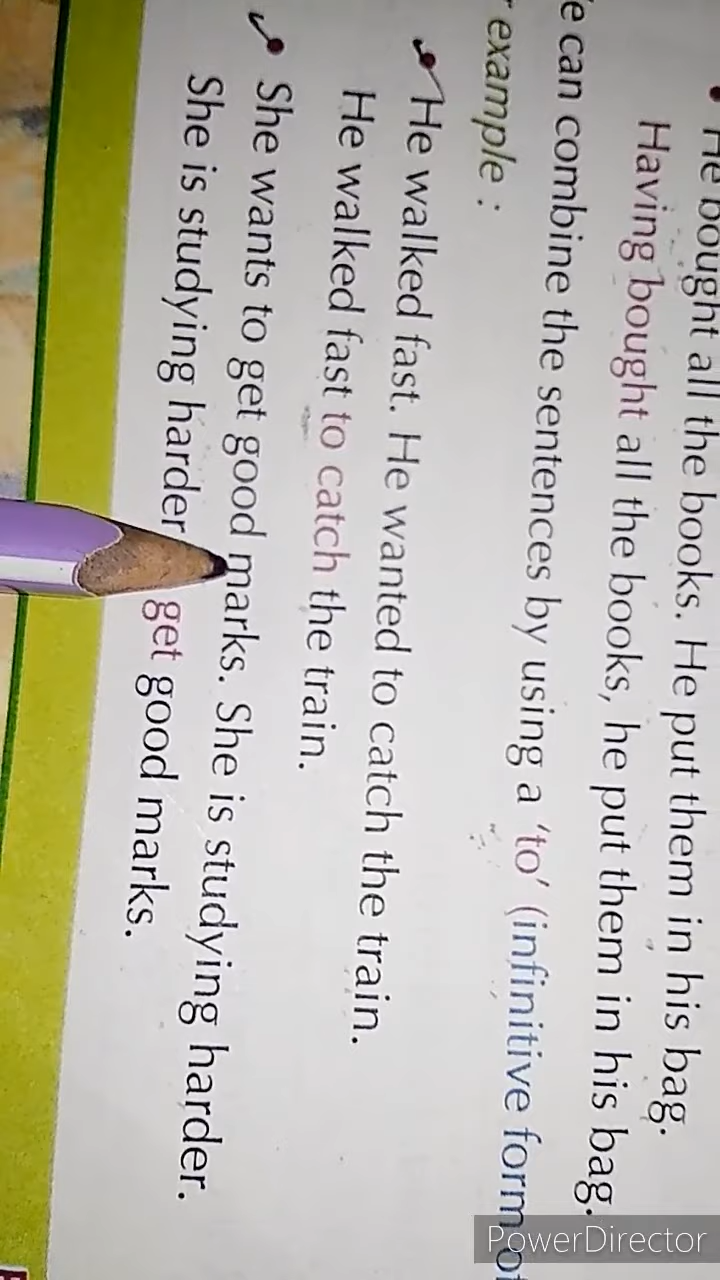 He bought all the books. He put them in his bag.
Having bought all the books, he put them in his bag.
can combine the sentences by using a ‘to’ (infinitive form of
example :
He walked fast. He wanted to catch the train.
He walked fast to catch the train.
She wants to get good marks. She is studying harder.
She is studying harder get good marks.
PowerDirector